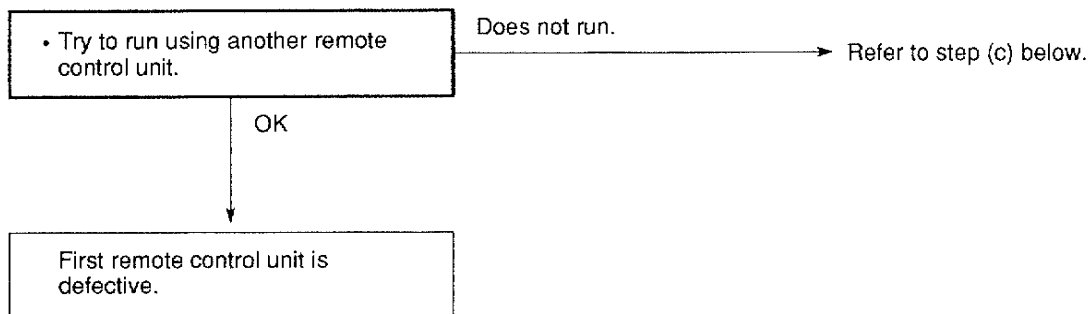 • Try to run using another remote
control unit.
Does not run.
Refer to step (c) below.
OK
First remote control unit is
defective.